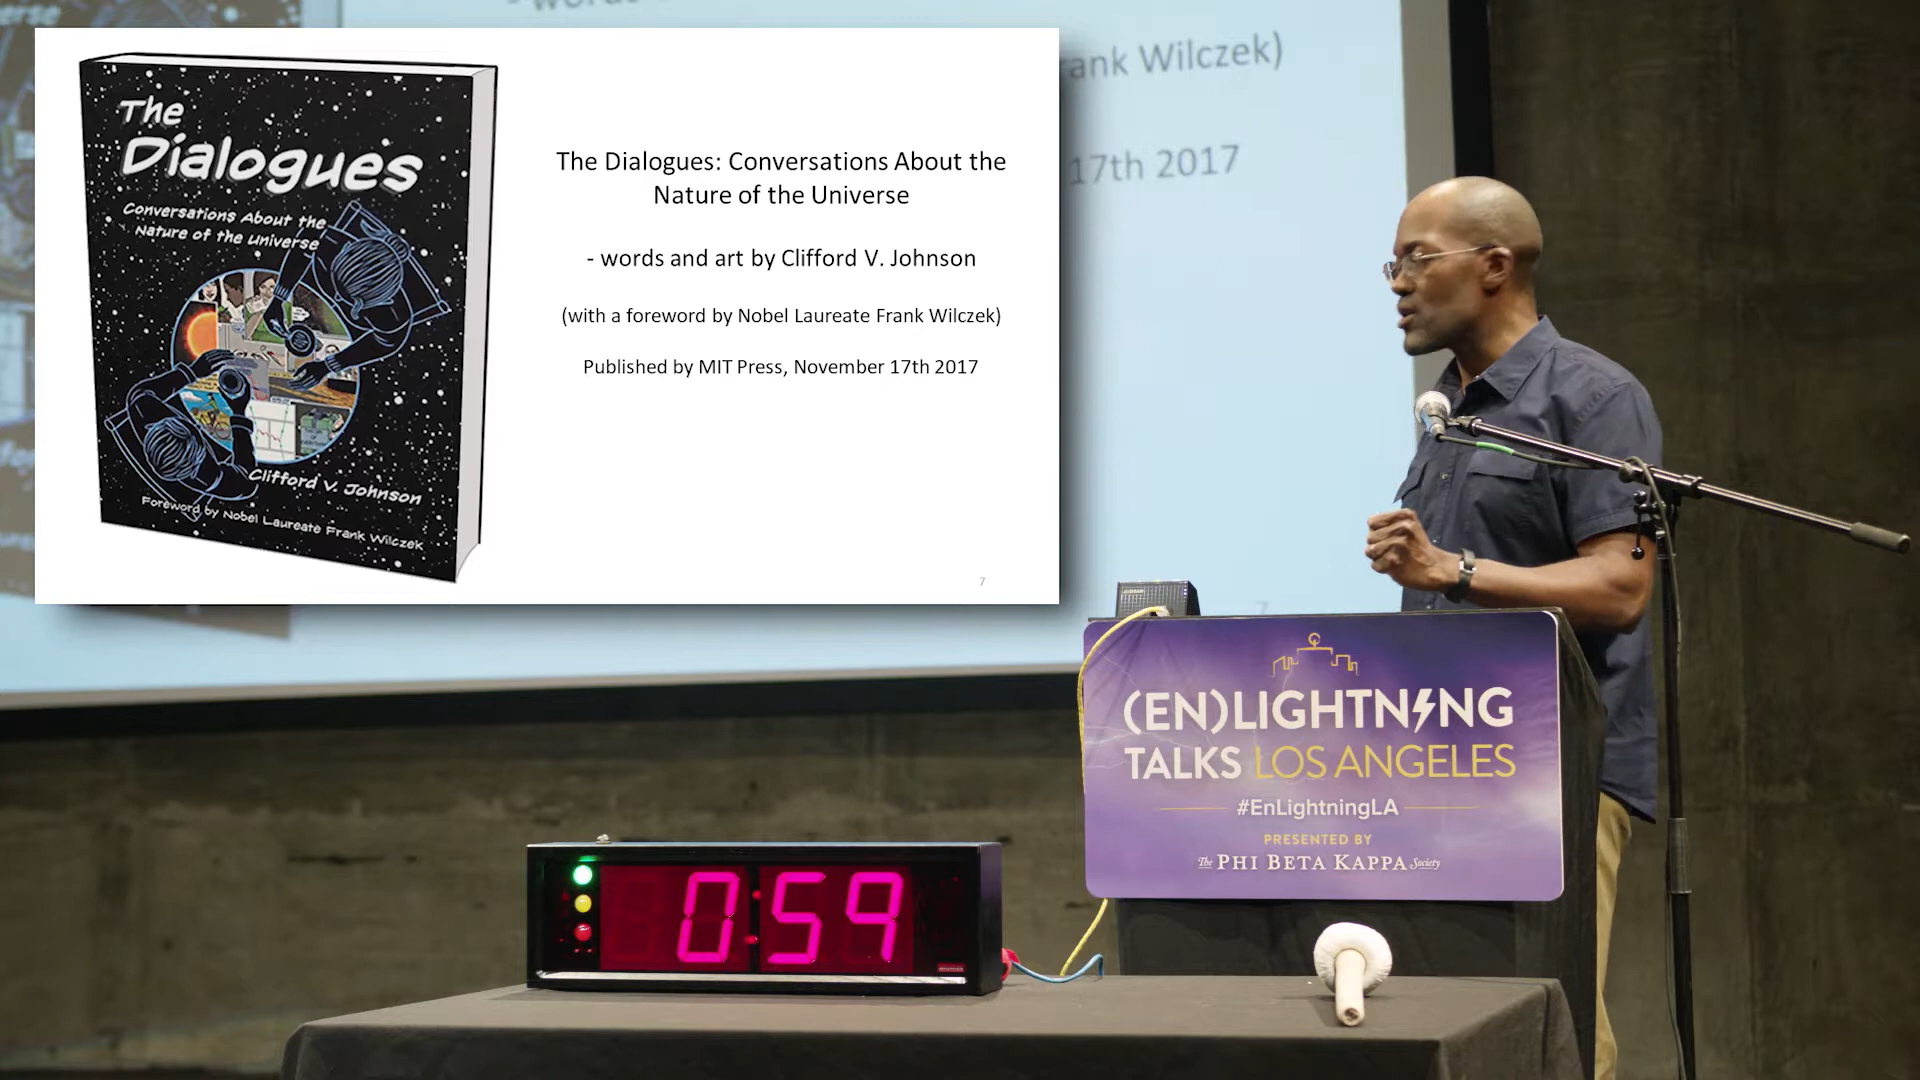 The
Dialogues
Conversations About the
Nature of the Universe
Clifford V. Johnson
Foreword by Nobel Laureate Frank Wilczek
The Dialogues: Conversations About the
Nature of the Universe
- words and art by Clifford V. Johnson
(with a foreword by Nobel Laureate Frank Wilczek)
Published by MIT Press, November 17th 2017
7
ank Wilczek)
17th 2017
(EN)LIGHTNING
TALKS LOS ANGELES
#EnLightningLA
PRESENTED BY
The PHI BETA KAPPA Society
0:59